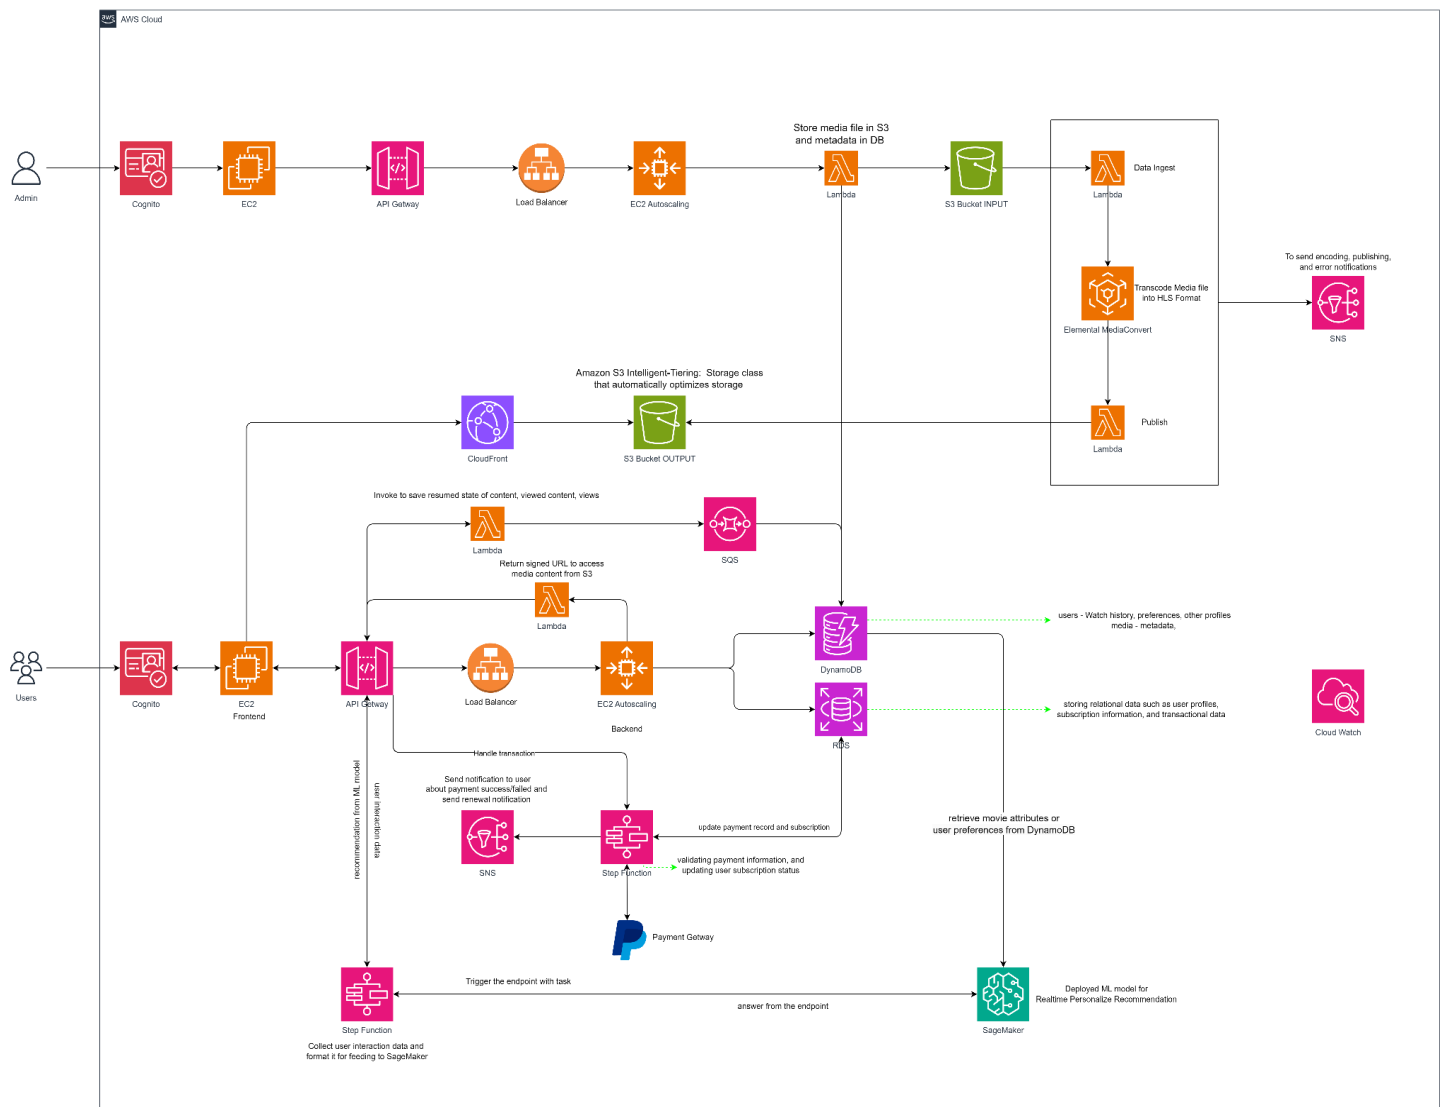 aws
AWS Cloud
Store media file in S3
and metadata in DB
Admin
Cognito
EC2
API Getway
Load Balancer
EC2 Autoscaling
Lambda
S3 Bucket INPUT
Lambda
Data Ingest
To send encoding, publishing,
and error notifications
SNS
Transcode Media file
into HLS Format
Elemental MediaConvert
Amazon S3 Intelligent-Tiering: Storage class
that automatically optimizes storage
CloudFront
S3 Bucket OUTPUT
Publish
Lambda
Invoke to save resumed state of content, viewed content, views
Lambda
SQS
Return signed URL to access
media content from S3
Lambda
users - Watch history, preferences, other profiles
media - metadata,
DynamoDB
Users
Cognito
EC2
Frontend
API Getway
Load Balancer
EC2 Autoscaling
Backend
storing relational data such as user profiles,
subscription information, and transactional data
RDS
Cloud Watch
Handle transaction
recommendation from ML model
user interaction data
Send notification to user
about payment success/failed and
send renewal notification
SNS
update payment record and subscription
Step Function
validating payment information, and
updating user subscription status
retrieve movie attributes or
user preferences from DynamoDB
Payment Getway
Trigger the endpoint with task
answer from the endpoint
Step Function
Collect user interaction data and
format it for feeding to SageMaker
SageMaker
Deployed ML model for
Realtime Personalize Recommendation